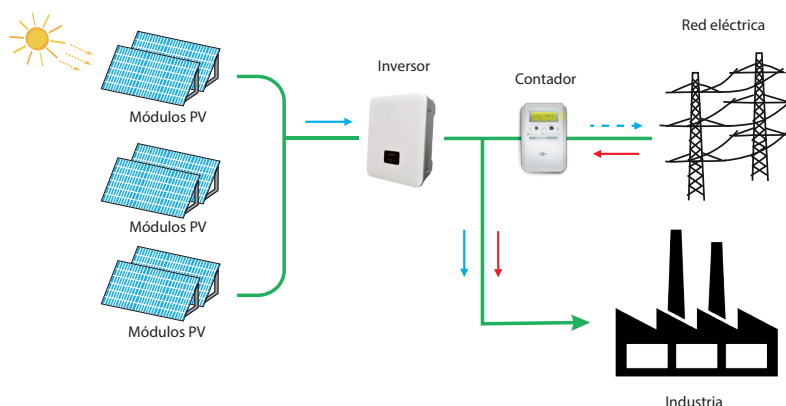 Red eléctrica
Inversor
Contador
Módulos PV
Módulos PV
Módulos PV
Industria